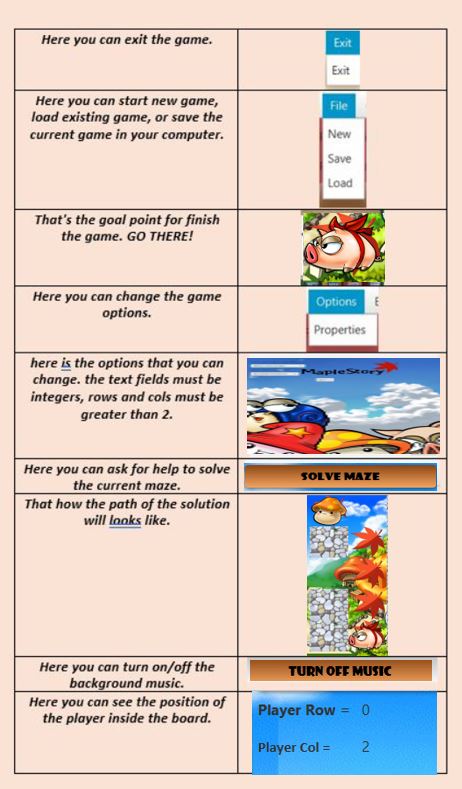 Here you can exit the game.
Exit
Exit
Here you can start new game,
load existing game, or save the
current game in your computer.
File
New
Save
Load
That's the goal point for finish
the game. GO THERE!
Here you can change the game
options.
Options E
Properties
here is the options that you can
change. the text fields must be
integers, rows and cols must be
greater than 2.
MapleStory
Here you can ask for help to solve
the current maze.
SOLVE MAZE
That how the path of the solution
will looks like.
Here you can turn on/off the
background music.
TURN OFF MUSIC
Here you can see the position of
the player inside the board.
Player Row = 0
Player Col = 2